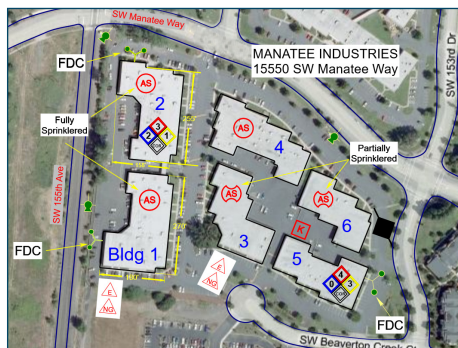 SW Manatee Way
FDC
MANATEE INDUSTRIES
15550 SW Manatee Way
SW 153rd Dr
AS
2
3
2
1
Fully
Sprinklered
AS
4
Partially
Sprinklered
SW 155th Ave
AS
AS
AS
6
K
3
5
4
0
3
FDC
Bldg 1
E
NG
E
NG
FDC
SW Beaverton Creek